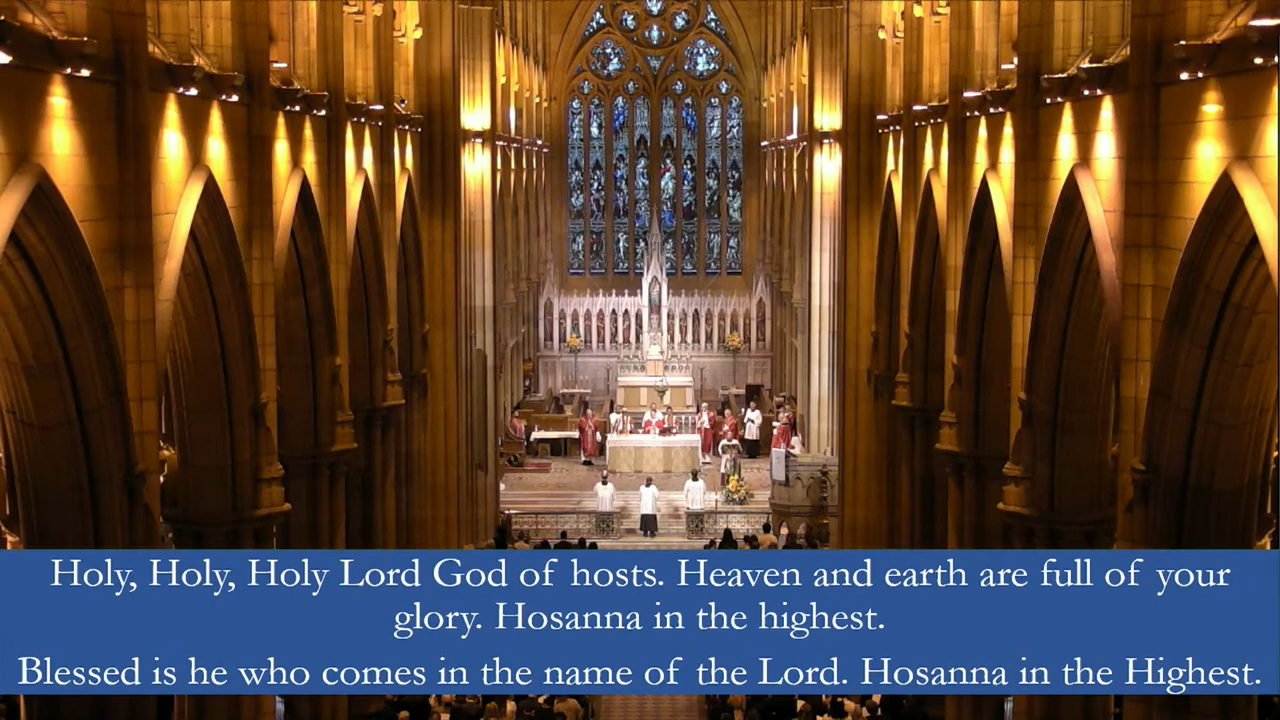 Holy, Holy, Holy Lord God of hosts. Heaven and earth are full of your
glory. Hosanna in the highest.
Blessed is he who comes in the name of the Lord. Hosanna in the Highest.